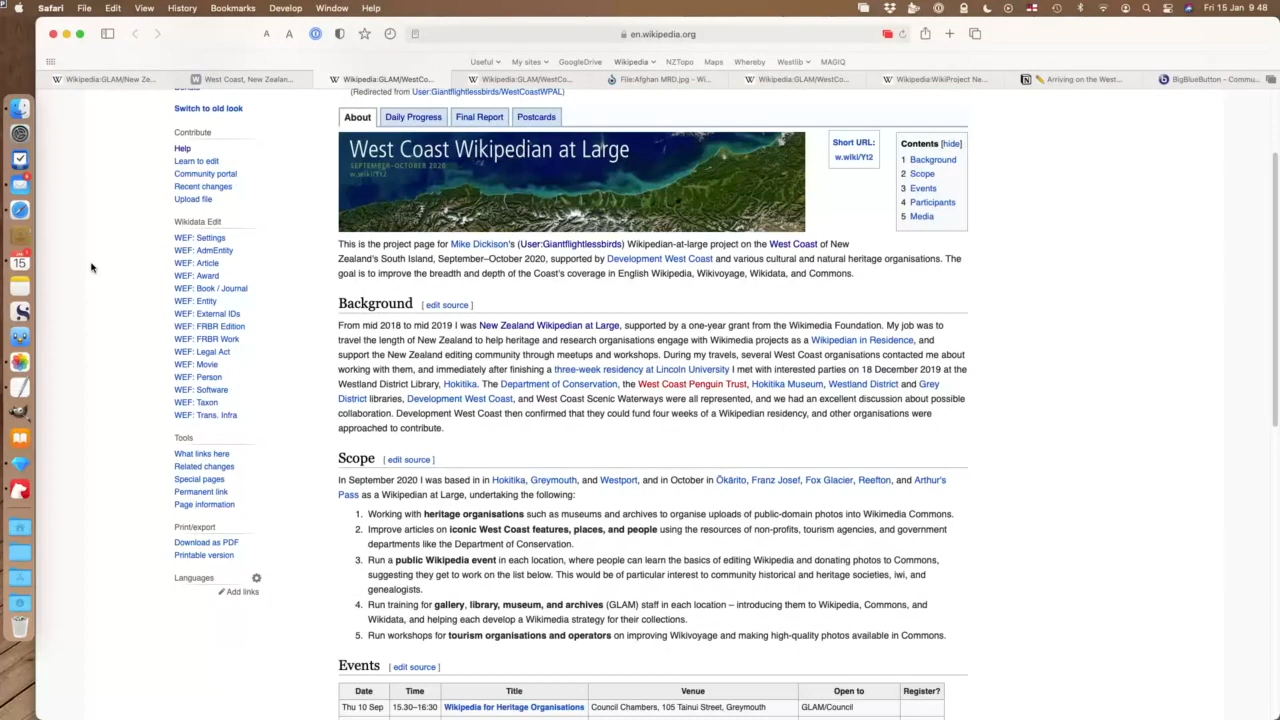 Safari File Edit View History Bookmarks Develop Window Help
Sat 15 Jan 9:48 AM
A A en.wikipedia.org
Useful My sites GoogleDrive Wikipedia NZTopo Maps Whereby Westlib MAGIQ
Wikipedia:GLAM/New Ze... West Coast, New Zealan... Wikipedia:GLAM/WestCo... Wikipedia:GLAM/WestCo... File:Afghan MRD.jpg - Wi... Wikipedia:GLAM/WestCo... Wikipedia:WikiProject Ne... Arriving on the West... BigBlueButton - Commu...
Donate
Switch to old look
Contribute
Help
Learn to edit
Community portal
Recent changes
Upload file
Wikidata Edit
WEF: Settings
WEF: AdmEntity
WEF: Article
WEF: Award
WEF: Book / Journal
WEF: Entity
WEF: External IDs
WEF: FRBR Edition
WEF: FRBR Work
WEF: Legal Act
WEF: Movie
WEF: Person
WEF: Software
WEF: Taxon
WEF: Trans. Infra
Tools
What links here
Related changes
Special pages
Permanent link
Page information
Print/export
Download as PDF
Printable version
Languages
Add links
JAN
15
(Redirected from User:Giantflightlessbirds/WestCoastWPAL)
About Daily Progress Final Report Postcards
West Coast Wikipedian at Large
SEPTEMBER–OCTOBER 2020
w.wiki/Yt2
Short URL:
w.wiki/Yt2
Contents [hide]
1 Background
2 Scope
3 Events
4 Participants
5 Media
This is the project page for Mike Dickison's (User:Giantflightlessbirds) Wikipedian-at-large project on the West Coast of New
Zealand's South Island, September–October 2020, supported by Development West Coast and various cultural and natural heritage organisations. The
goal is to improve the breadth and depth of the Coast's coverage in English Wikipedia, Wikivoyage, Wikidata, and Commons.
Background [ edit source ]
From mid 2018 to mid 2019 I was New Zealand Wikipedian at Large, supported by a one-year grant from the Wikimedia Foundation. My job was to
travel the length of New Zealand to help heritage and research organisations engage with Wikimedia projects as a Wikipedian in Residence, and
support the New Zealand editing community through meetups and workshops. During my travels, several West Coast organisations contacted me about
working with them, and immediately after finishing a three-week residency at Lincoln University I met with interested parties on 18 December 2019 at the
Westland District Library, Hokitika. The Department of Conservation, the West Coast Penguin Trust, Hokitika Museum, Westland District and Grey
District libraries, Development West Coast, and West Coast Scenic Waterways were all represented, and we had an excellent discussion about possible
collaboration. Development West Coast then confirmed that they could fund four weeks of a Wikipedian residency, and other organisations were
approached to contribute.
Scope [ edit source ]
In September 2020 I was based in in Hokitika, Greymouth, and Westport, and in October in Ōkārito, Franz Josef, Fox Glacier, Reefton, and Arthur's
Pass as a Wikipedian at Large, undertaking the following:
1. Working with heritage organisations such as museums and archives to organise uploads of public-domain photos into Wikimedia Commons.
2. Improve articles on iconic West Coast features, places, and people using the resources of non-profits, tourism agencies, and government
departments like the Department of Conservation.
3. Run a public Wikipedia event in each location, where people can learn the basics of editing Wikipedia and donating photos to Commons,
suggesting they get to work on the list below. This would be of particular interest to community historical and heritage societies, iwi, and
genealogists.
4. Run training for gallery, library, museum, and archives (GLAM) staff in each location – introducing them to Wikipedia, Commons, and
Wikidata, and helping each develop a Wikimedia strategy for their collections.
5. Run workshops for tourism organisations and operators on improving Wikivoyage and making high-quality photos available in Commons.
Events [ edit source ]
Date Time Title Venue Open to Register?
Thu 10 Sep 15.30–16:30 Wikipedia for Heritage Organisations Council Chambers, 105 Tainui Street, Greymouth GLAM/Council